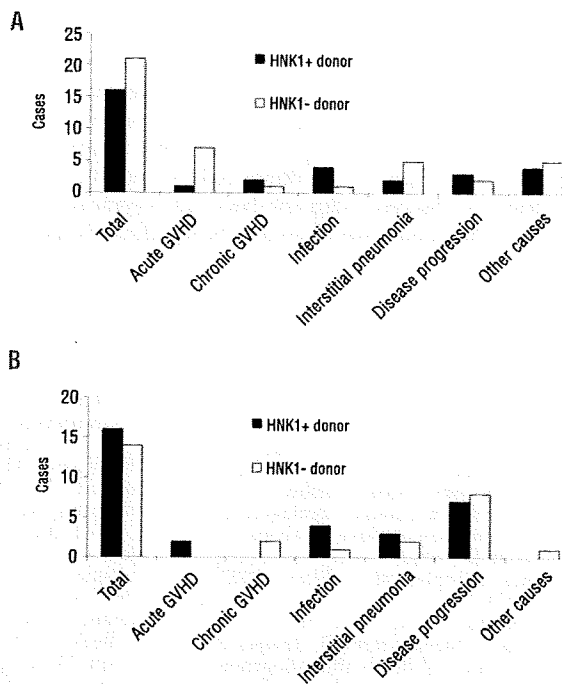 A
25
20
15
10
5
0
Cases
HNK1+ donor
HNK1- donor
Total
Acute GVHD
Chronic GVHD
Infection
Interstitial pneumonia
Disease progression
Other causes
B
20
15
10
5
0
Cases
HNK1+ donor
HNK1- donor
Total
Acute GVHD
Chronic GVHD
Infection
Interstitial pneumonia
Disease progression
Other causes